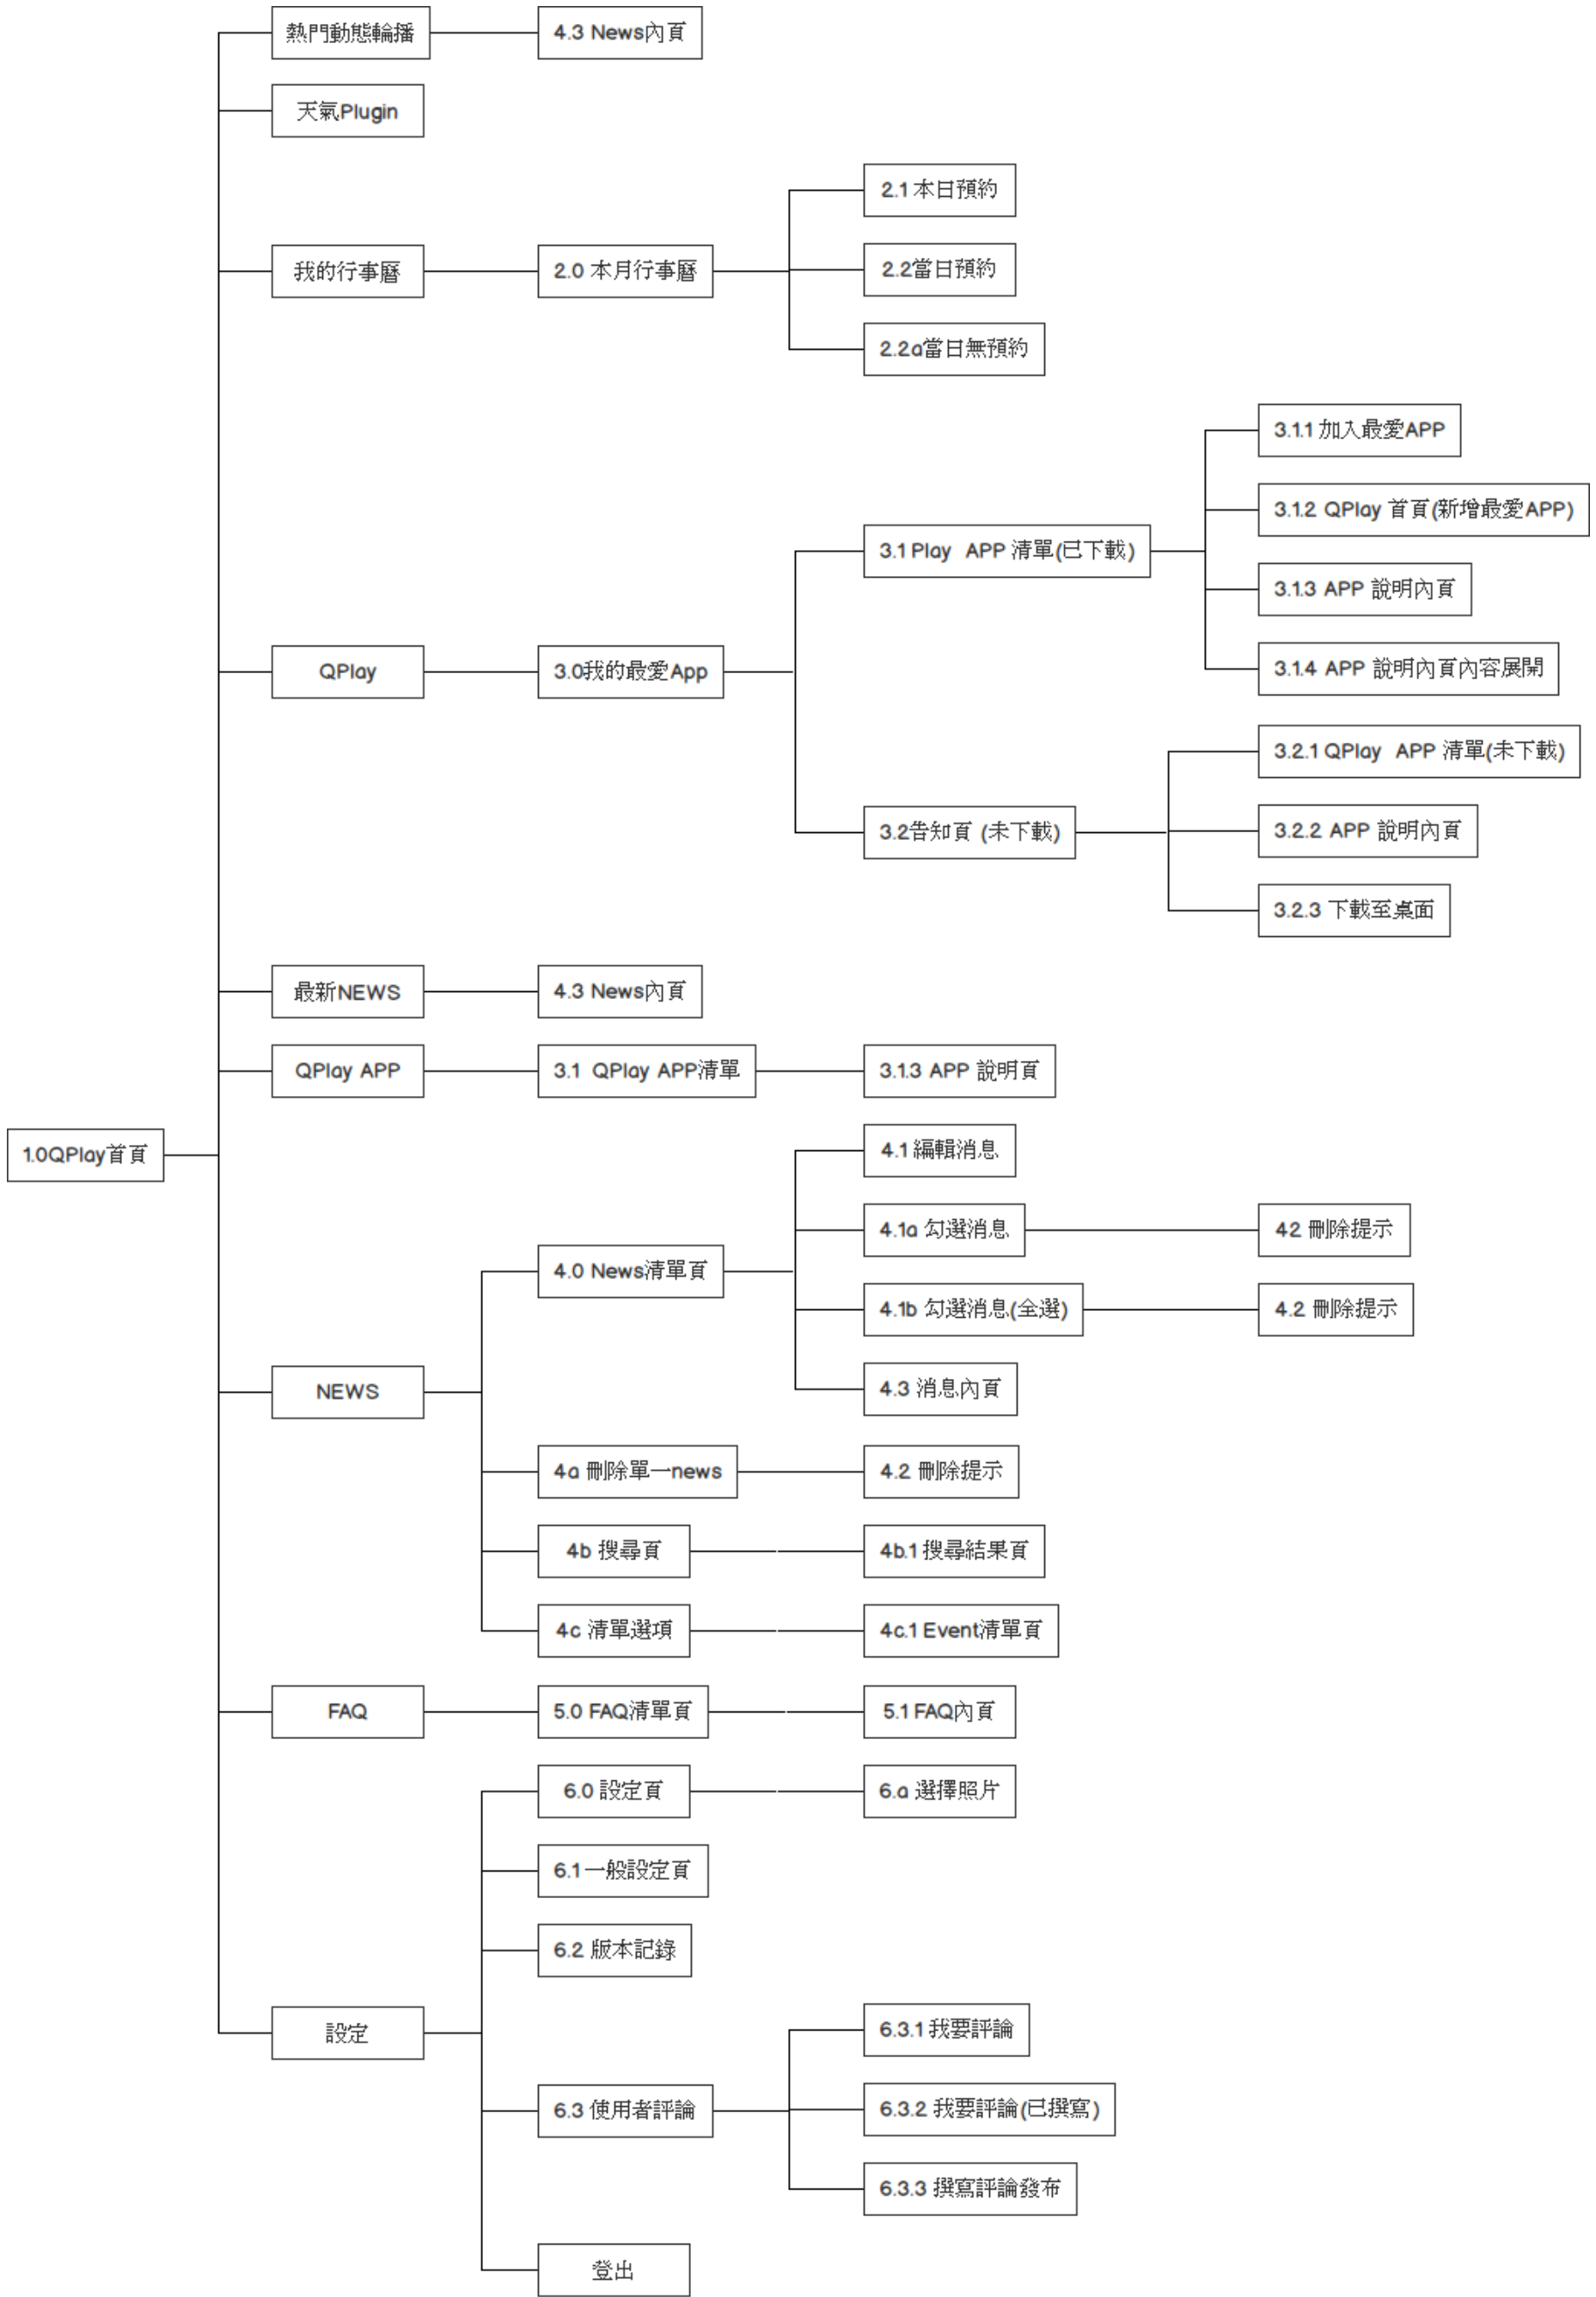 熱門動態輪播
4.3 News內頁
天氣Plugin
2.1 本日預約
我的行事曆
2.0 本月行事曆
2.2當日預約
2.2a當日無預約
3.1.1 加入最愛APP
3.1.2 QPlay 首頁(新增最愛APP)
3.1 Play APP 清單(已下載)
3.1.3 APP 說明內頁
3.1.4 APP 說明內頁內容展開
QPlay
3.0我的最愛App
3.2.1 QPlay APP 清單(未下載)
3.2告知頁 (未下載)
3.2.2 APP 說明內頁
3.2.3 下載至桌面
最新NEWS
4.3 News內頁
QPlay APP
3.1 QPlay APP清單
3.1.3 APP 說明頁
1.0QPlay首頁
4.1 編輯消息
4.1a 勾選消息
42 刪除提示
4.0 News清單頁
4.1b 勾選消息(全選)
4.2 刪除提示
4.3 消息內頁
NEWS
4a 刪除單一news
4.2 刪除提示
4b 搜尋頁
4b.1 搜尋結果頁
4c 清單選項
4c.1 Event清單頁
FAQ
5.0 FAQ清單頁
5.1 FAQ內頁
6.0 設定頁
6.a 選擇照片
6.1 一般設定頁
6.2 版本記錄
設定
6.3.1 我要評論
6.3 使用者評論
6.3.2 我要評論(已撰寫)
6.3.3 撰寫評論發布
登出